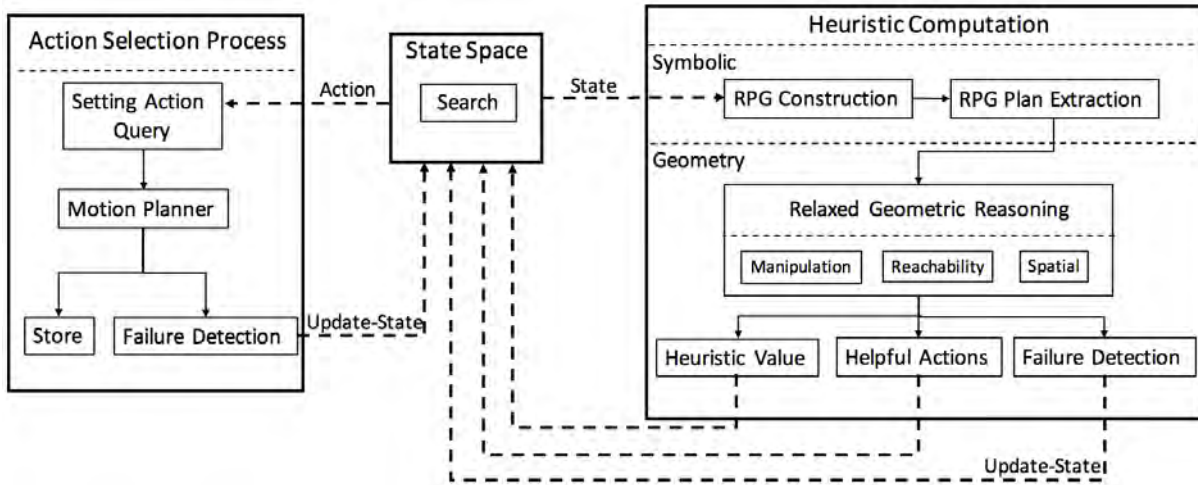 Action Selection Process
Setting Action
Query
Motion Planner
Store
Failure Detection
Action
Update-State
State Space
Search
State
Heuristic Computation
Symbolic
RPG Construction
RPG Plan Extraction
Geometry
Relaxed Geometric Reasoning
Manipulation
Reachability
Spatial
Heuristic Value
Helpful Actions
Failure Detection
Update-State